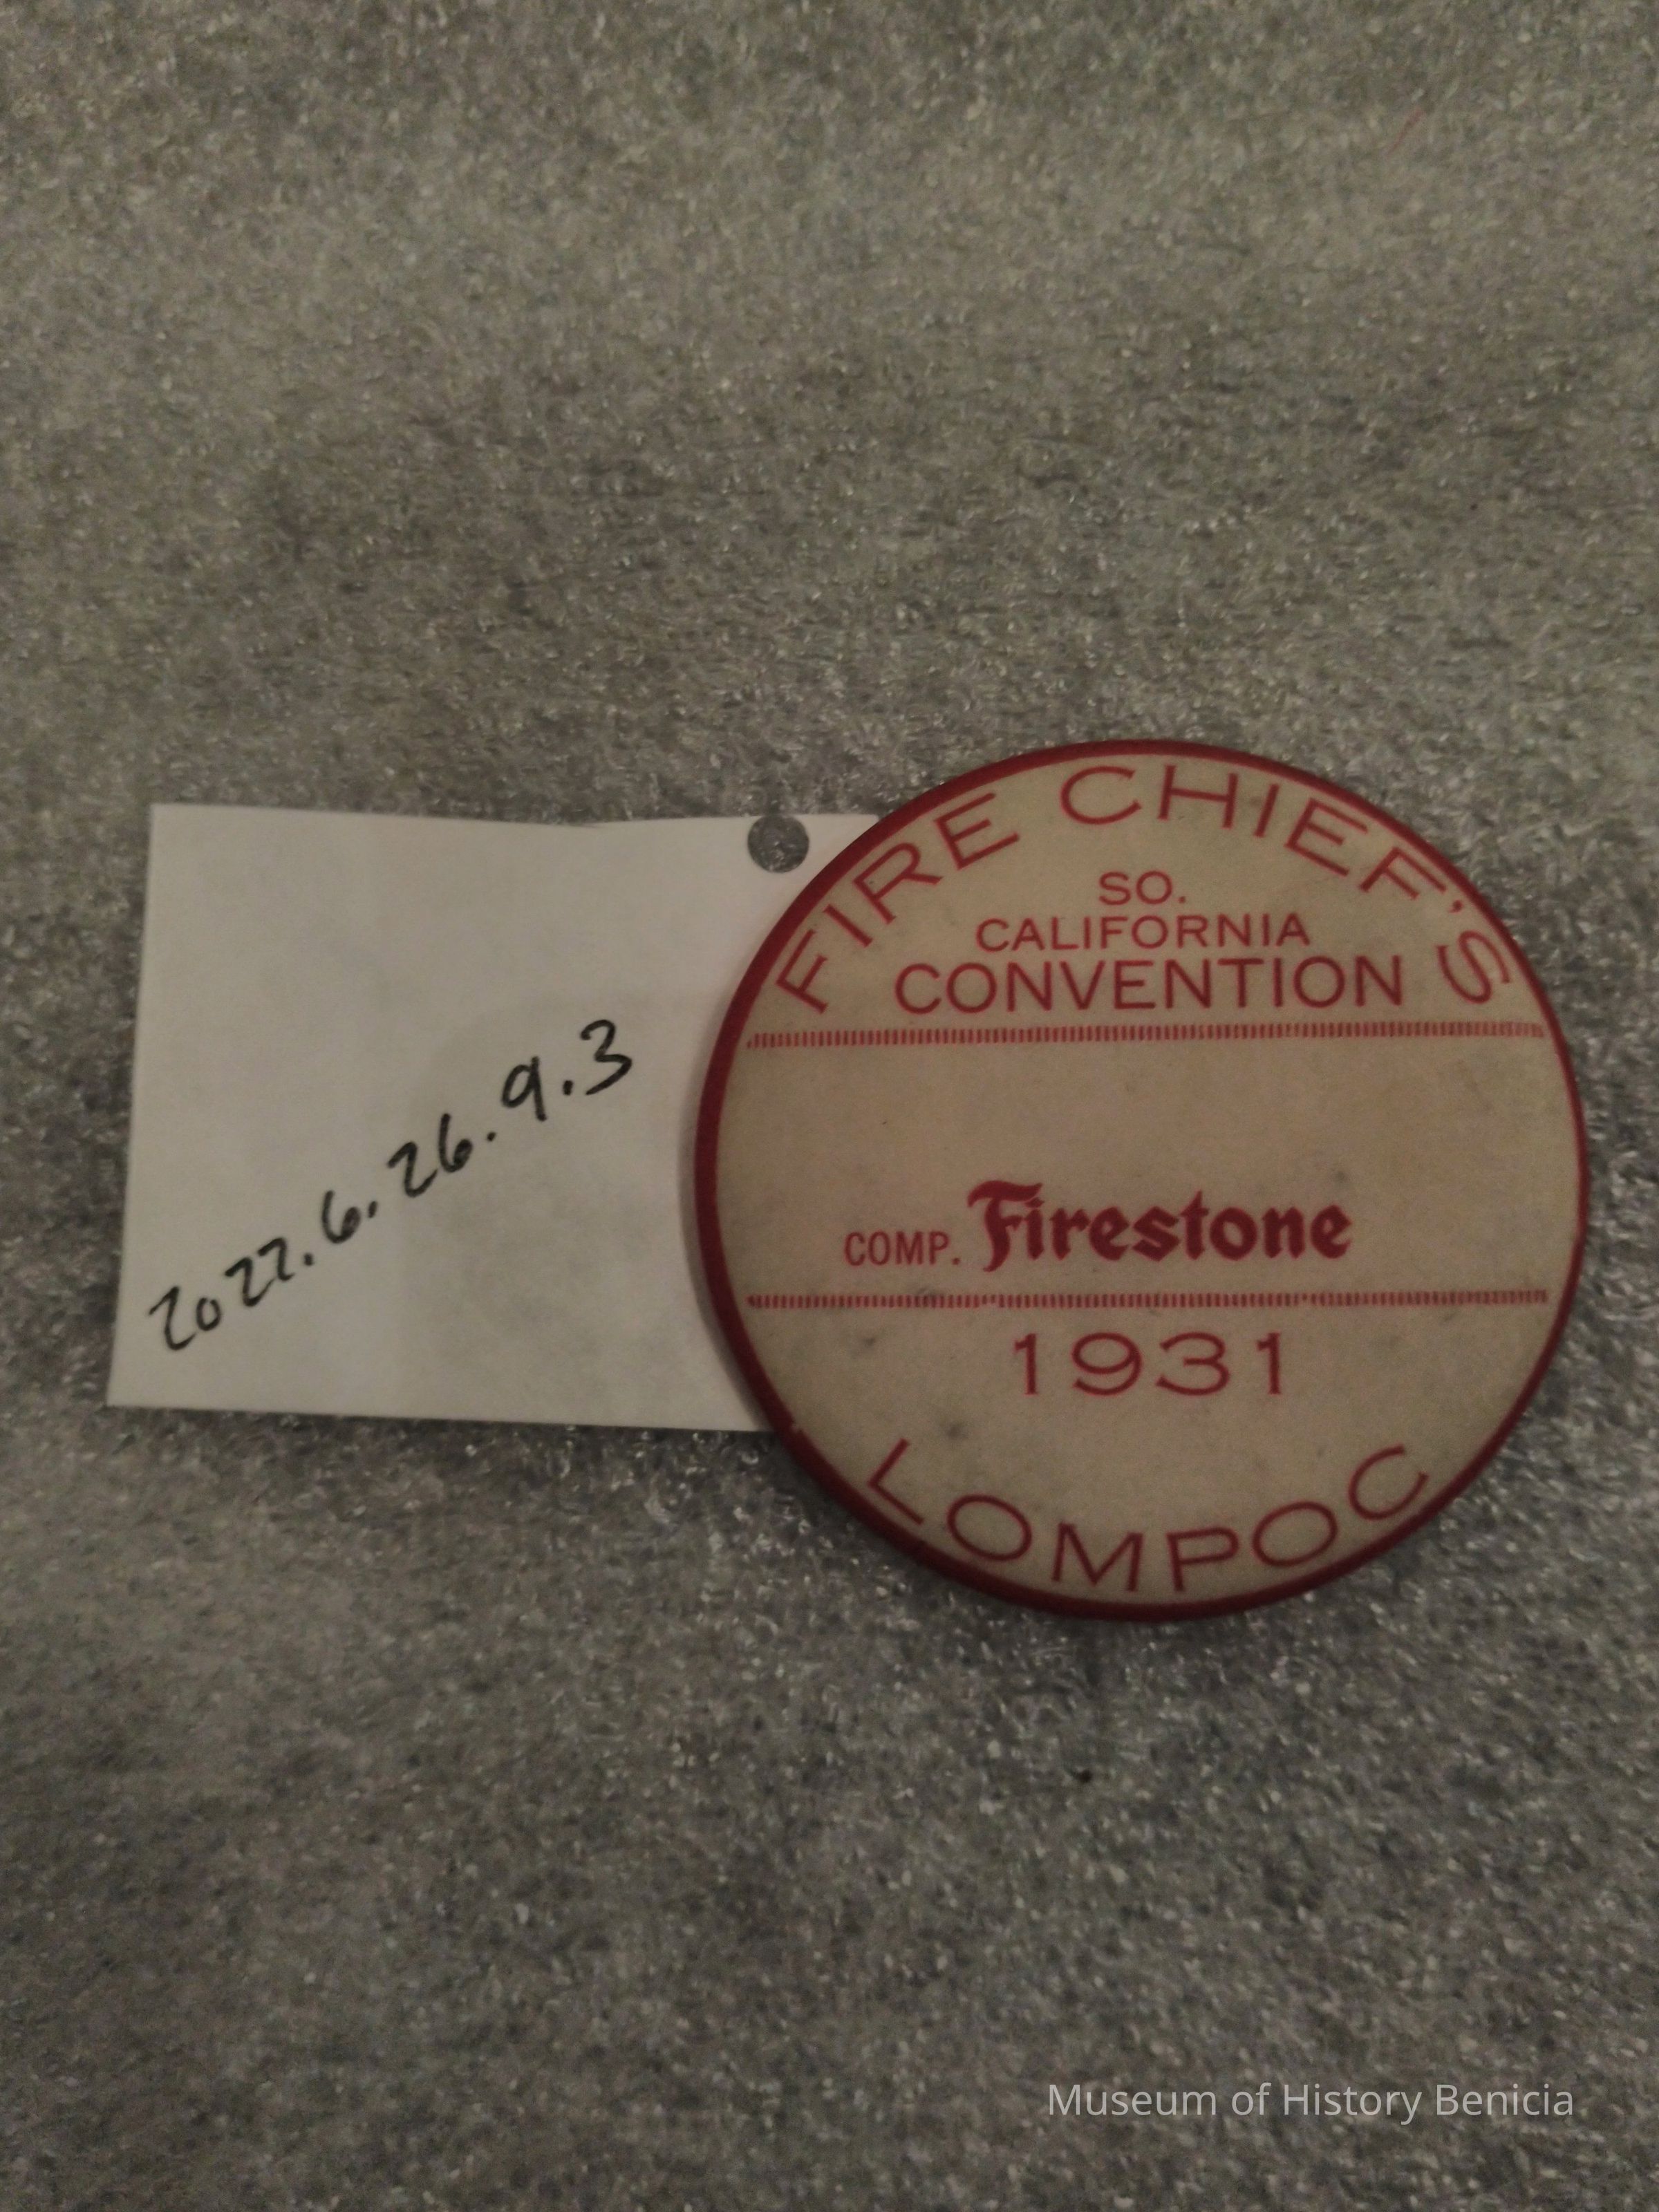 FIRE CHIEF'S
SO.
CALIFORNIA
CONVENTION
COMP. Firestone
1931
LOMPOC
2022.6.26.9.3
Museum of History Benicia